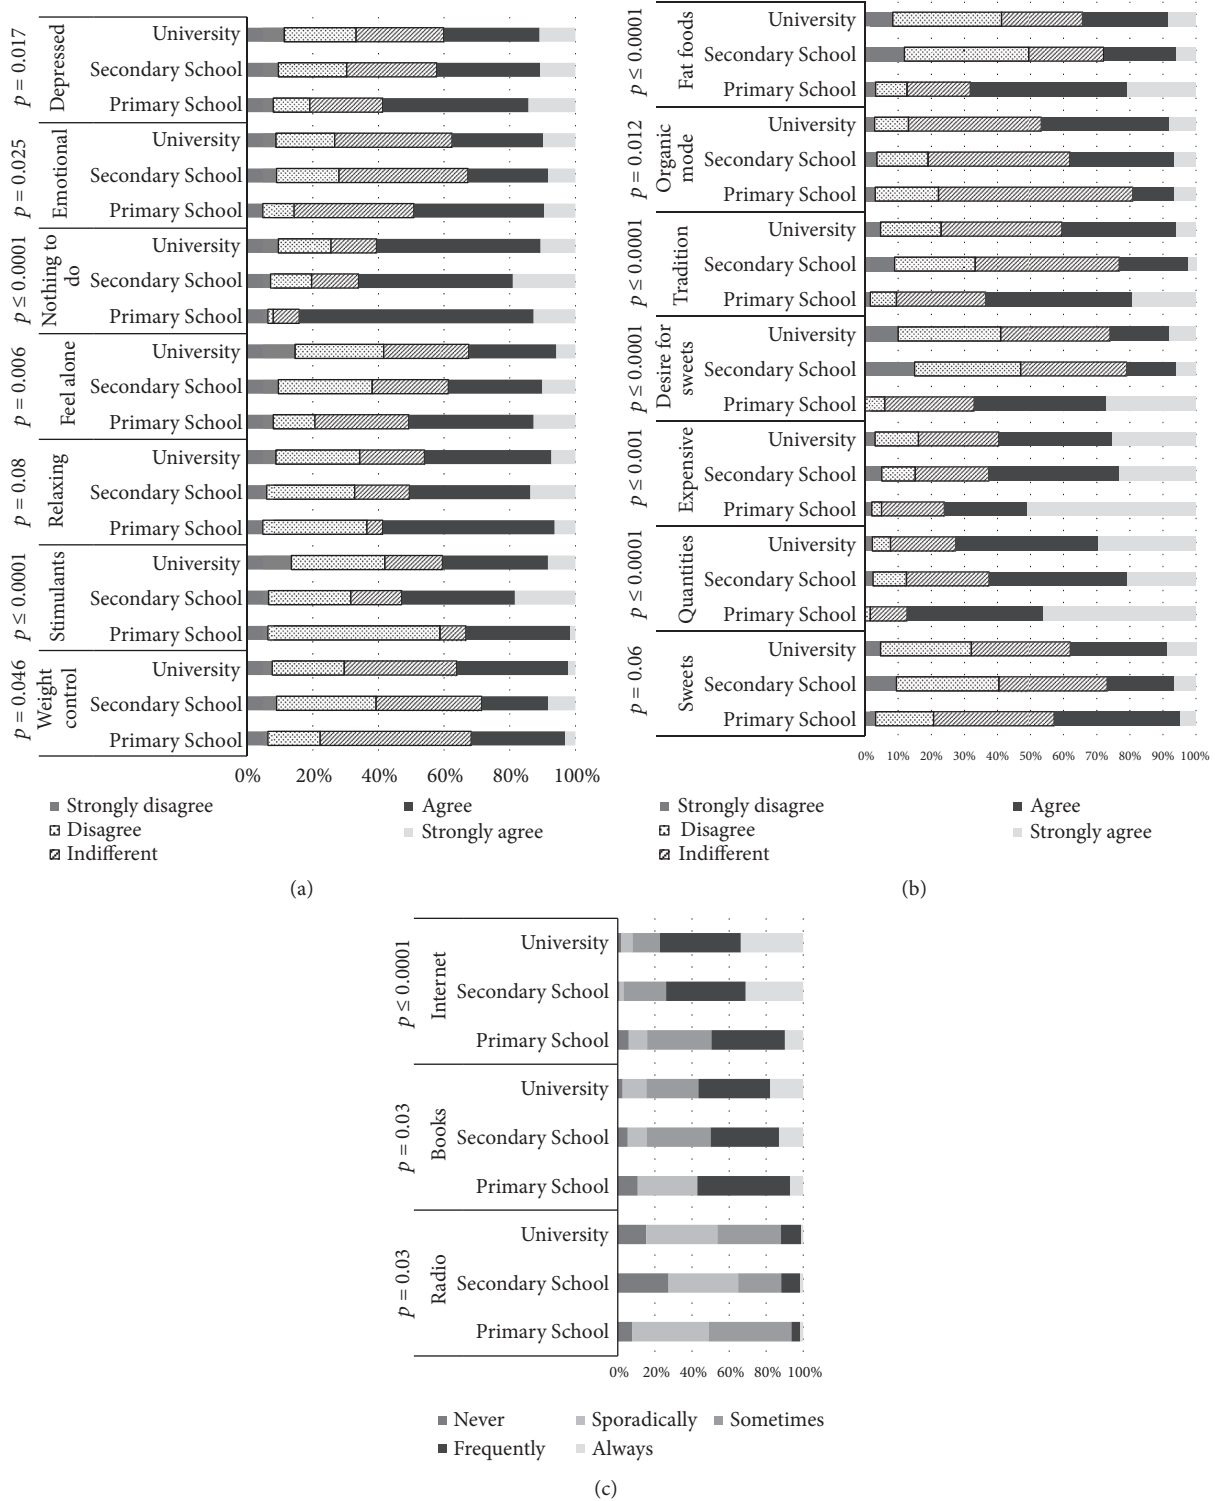 p = 0.017
Depressed
University
Secondary School
Primary School
p = 0.025
Emotional
University
Secondary School
Primary School
p ≤ 0.0001
Nothing to
do
University
Secondary School
Primary School
p = 0.006
Feel alone
University
Secondary School
Primary School
p = 0.08
Relaxing
University
Secondary School
Primary School
p ≤ 0.0001
Stimulants
University
Secondary School
Primary School
p = 0.046
Weight
control
University
Secondary School
Primary School
0% 20% 40% 60% 80% 100%
Strongly disagree
Disagree
Indifferent
Agree
Strongly agree
(a)
p ≤ 0.0001
Fat foods
University
Secondary School
Primary School
p = 0.012
Organic
mode
University
Secondary School
Primary School
p ≤ 0.0001
Tradition
University
Secondary School
Primary School
p ≤ 0.0001
Desire for
sweets
University
Secondary School
Primary School
p ≤ 0.001
Expensive
University
Secondary School
Primary School
p ≤ 0.0001
Quantities
University
Secondary School
Primary School
p = 0.06
Sweets
University
Secondary School
Primary School
0% 10% 20% 30% 40% 50% 60% 70% 80% 90% 100%
Strongly disagree
Disagree
Indifferent
Agree
Strongly agree
(b)
p ≤ 0.0001
Internet
University
Secondary School
Primary School
p = 0.03
Books
University
Secondary School
Primary School
p = 0.03
Radio
University
Secondary School
Primary School
0% 20% 40% 60% 80% 100%
Never Sporadically Sometimes
Frequently Always
(c)